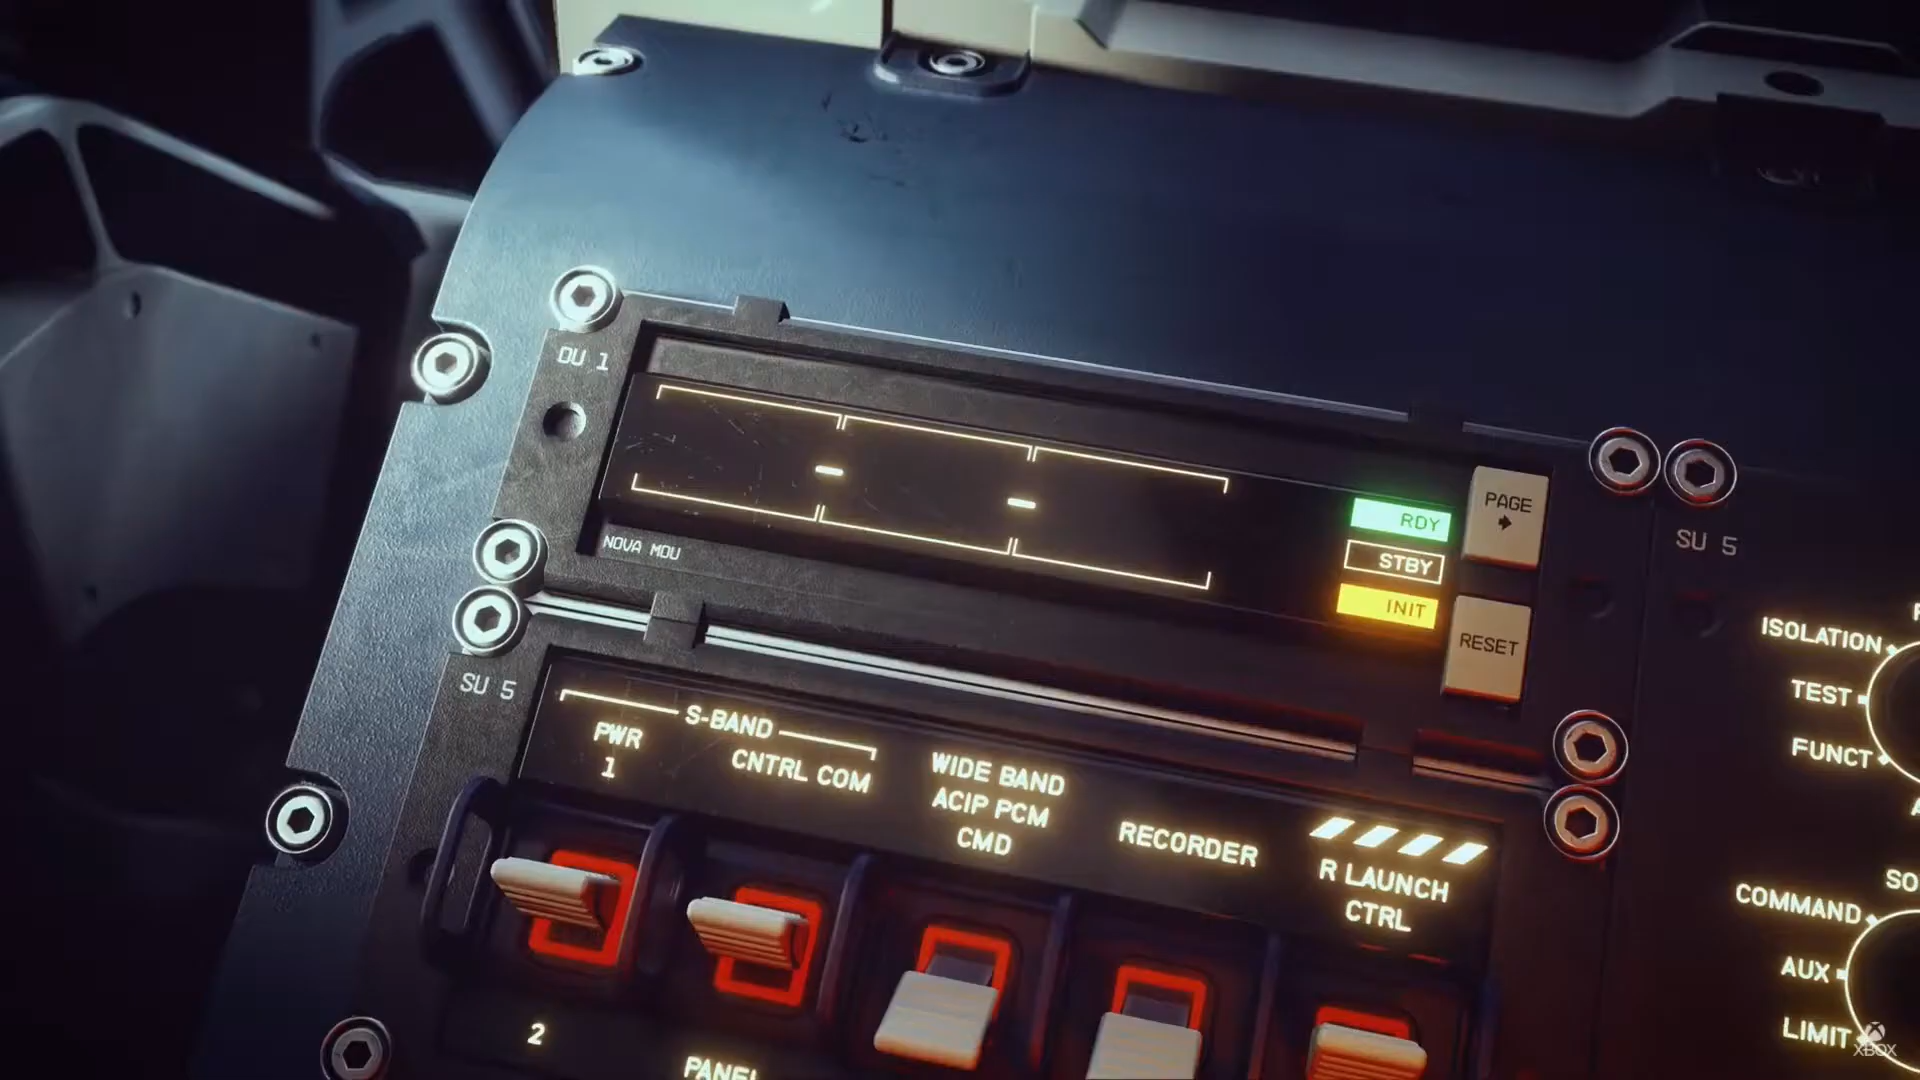 DU 1
NOVA MDU
RDY
STBY
INIT
PAGE
RESET
SU 5
SU 5
S-BAND
PWR
1
CNTRL COM
WIDE BAND
ACIP PCM
CMD
RECORDER
R LAUNCH
CTRL
2
PANEL
ISOLATION
TEST
FUNCT
COMMAND
AUX
LIMIT
XBOX